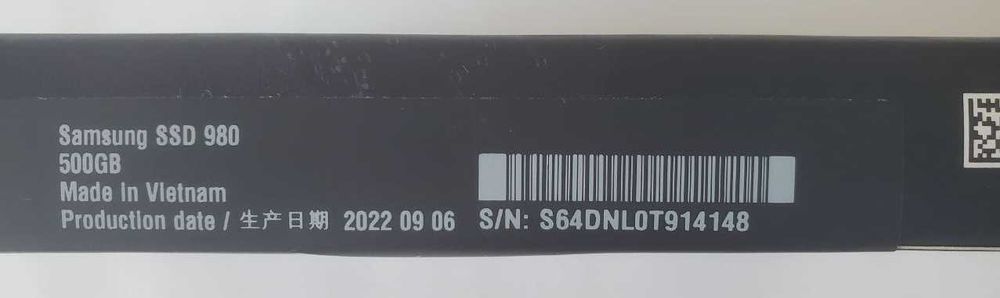 Samsung SSD 980
500GB
Made in Vietnam
Production date / 生产日期 2022 09 06
S/N: S64DNL0T914148